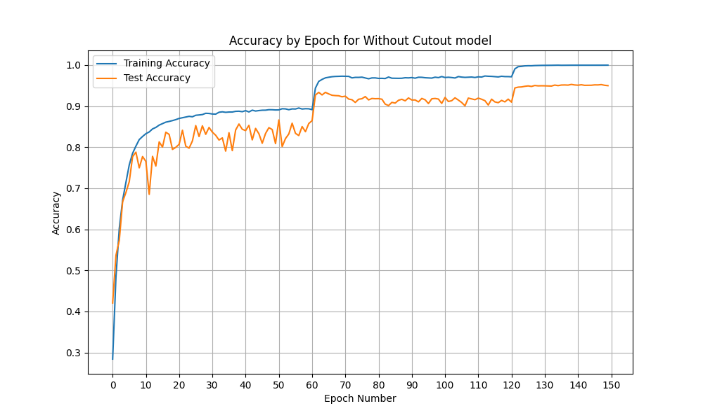 Accuracy by Epoch for Without Cutout model
Training Accuracy
Test Accuracy
1.0
0.9
0.8
0.7
0.6
0.5
0.4
0.3
Accuracy
0 10 20 30 40 50 60 70 80 90 100 110 120 130 140 150
Epoch Number